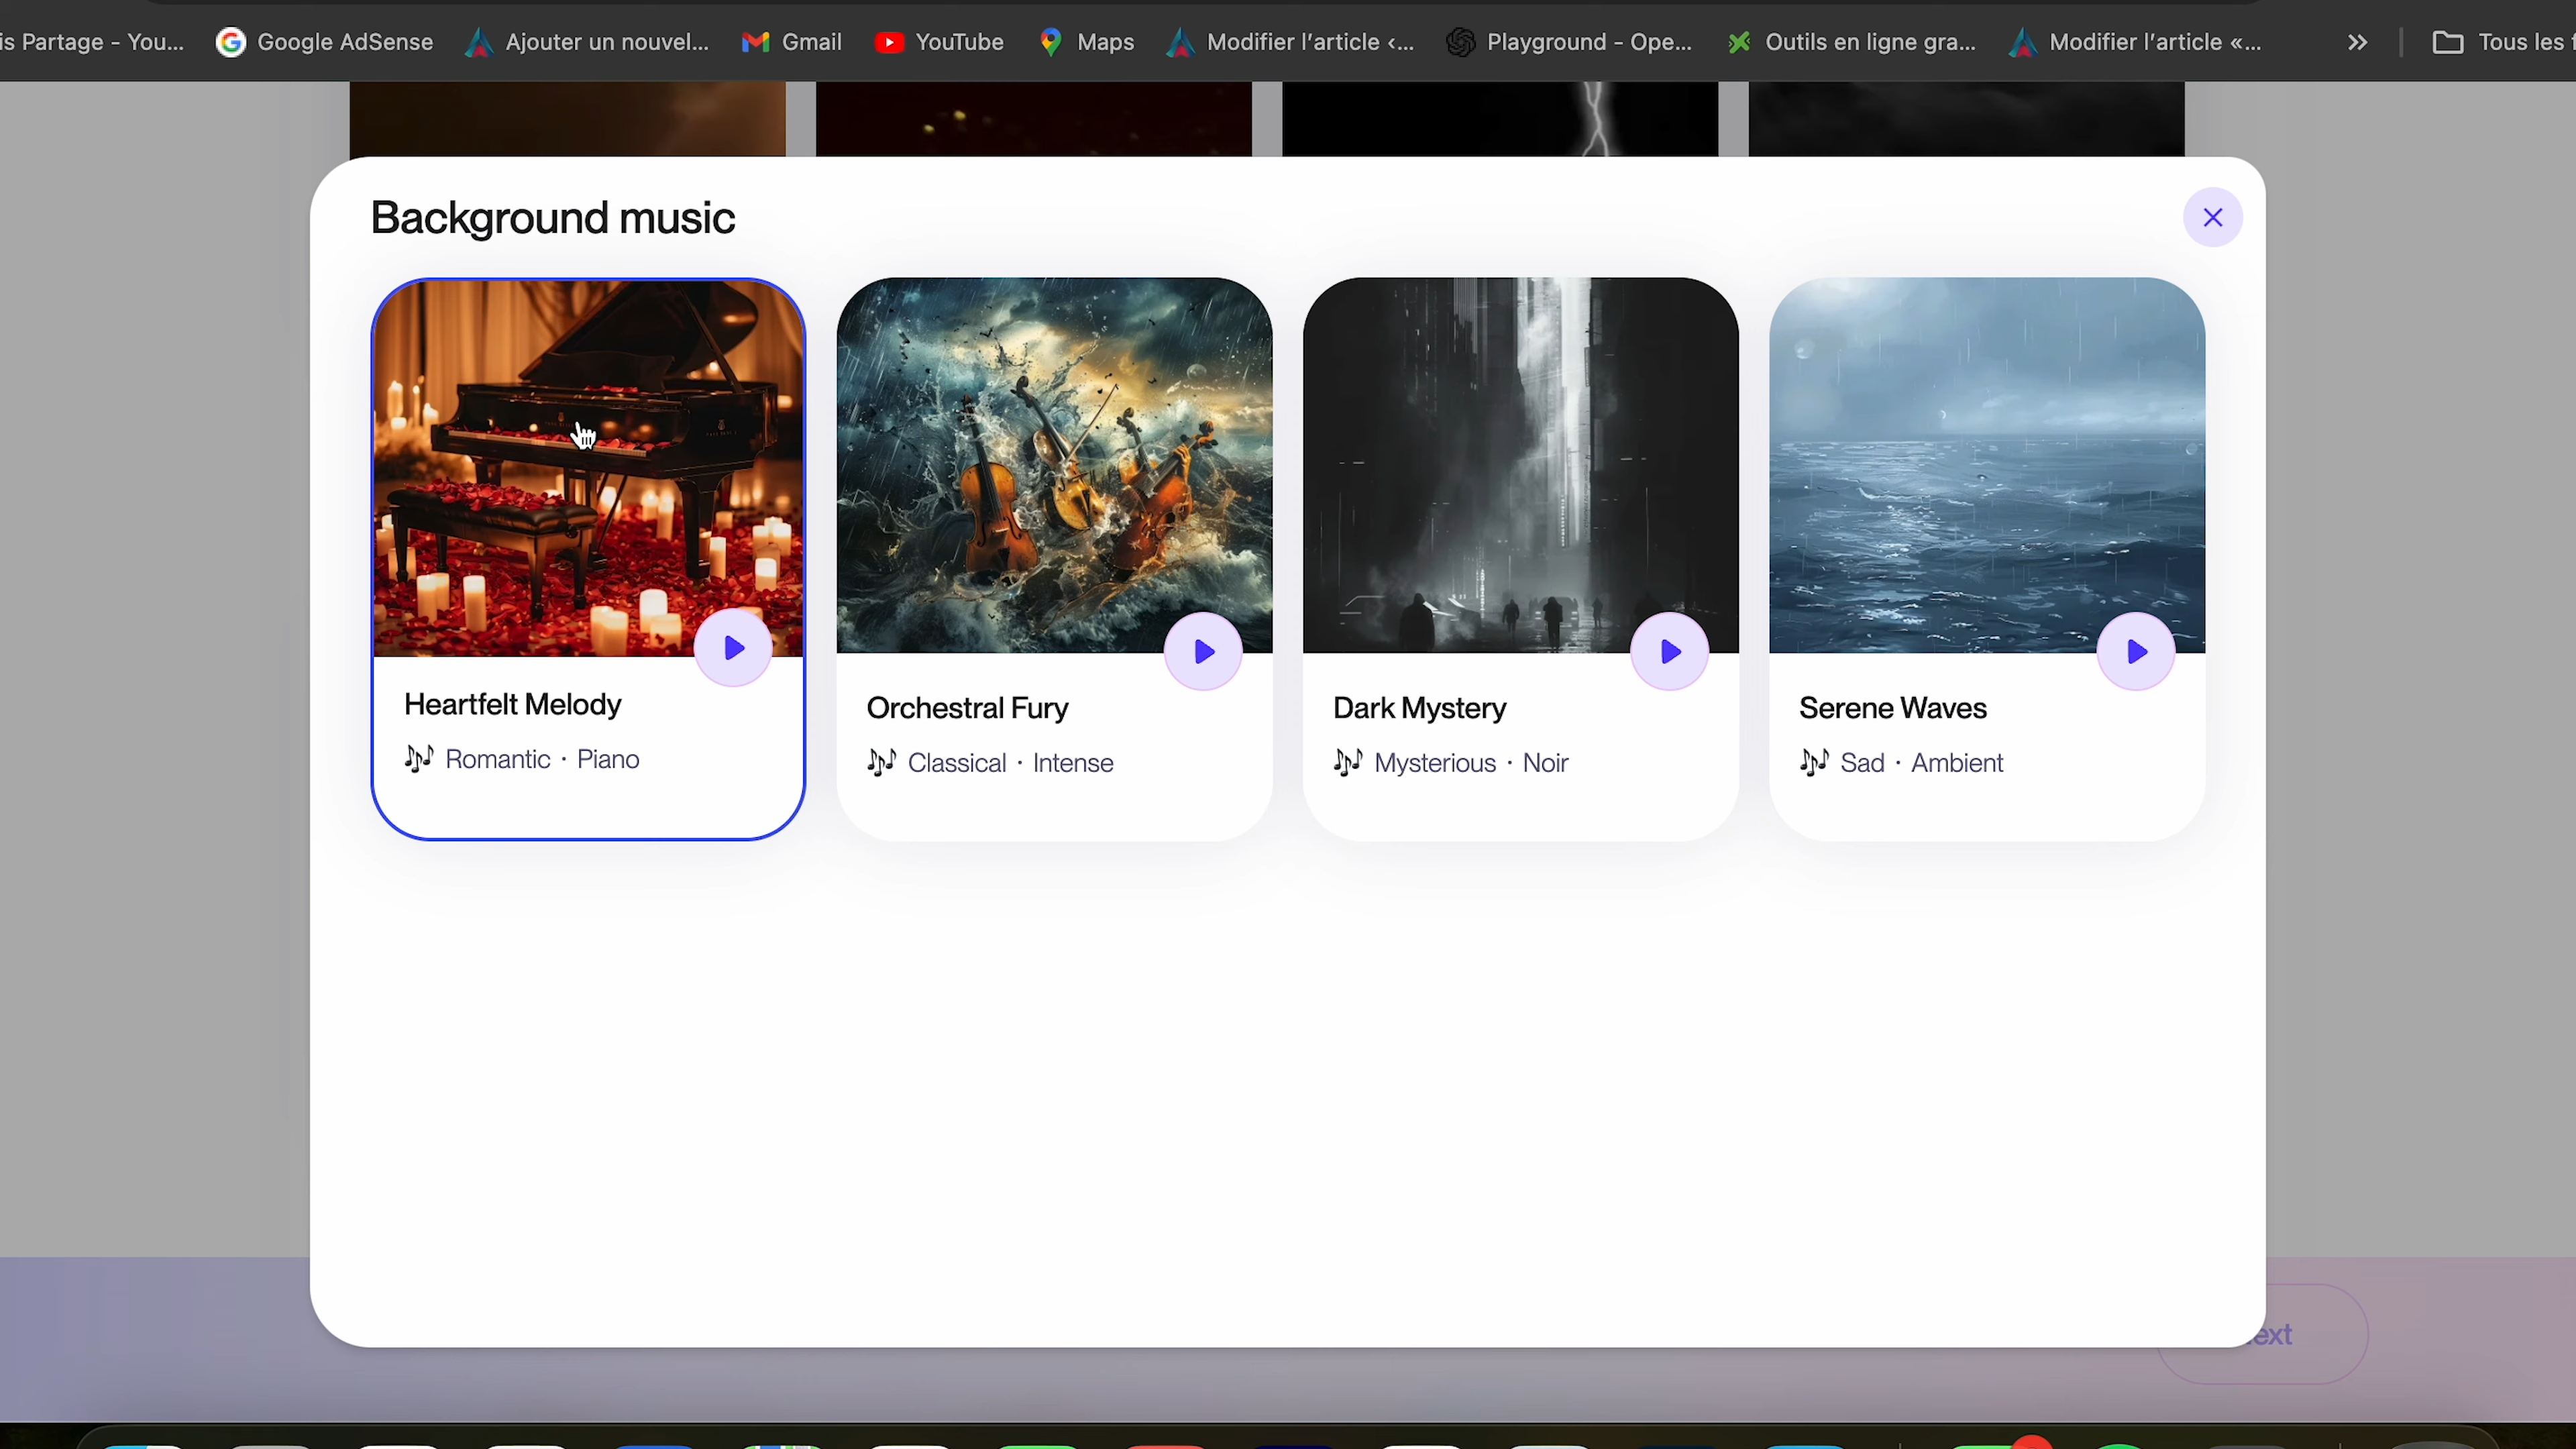 is Partage - You... Google AdSense Ajouter un nouvel... Gmail YouTube Maps Modifier l'article ‹... Playground - Ope... Outils en ligne gra... Modifier l'article «... Tous les f
Background music
Heartfelt Melody
Romantic · Piano
Orchestral Fury
Classical · Intense
Dark Mystery
Mysterious · Noir
Serene Waves
Sad · Ambient
ext